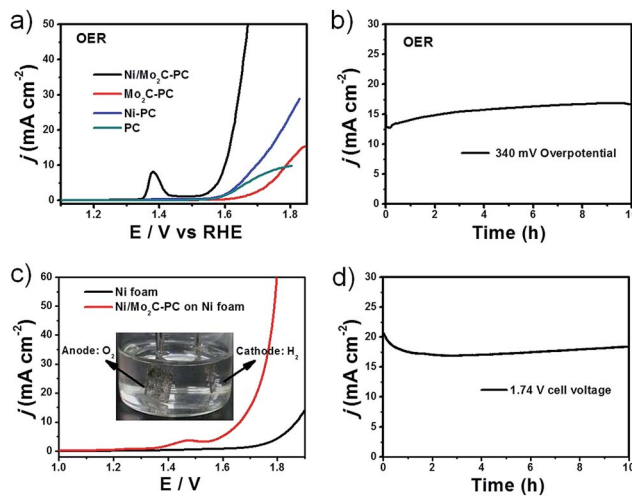 a)
OER
Ni/Mo₂C-PC
Mo₂C-PC
Ni-PC
PC
j (mA cm⁻²)
50
40
30
20
10
0
1.2
1.4
1.6
1.8
E / V vs RHE
b)
OER
340 mV Overpotential
j (mA cm⁻²)
30
25
20
15
10
5
0
0
2
4
6
8
10
Time (h)
c)
Ni foam
Ni/Mo₂C-PC on Ni foam
Anode: O₂
Cathode: H₂
j (mA cm⁻²)
60
50
40
30
20
10
0
1.0
1.2
1.4
1.6
1.8
E / V
d)
1.74 V cell voltage
j (mA cm⁻²)
30
25
20
15
10
5
0
0
2
4
6
8
10
Time (h)